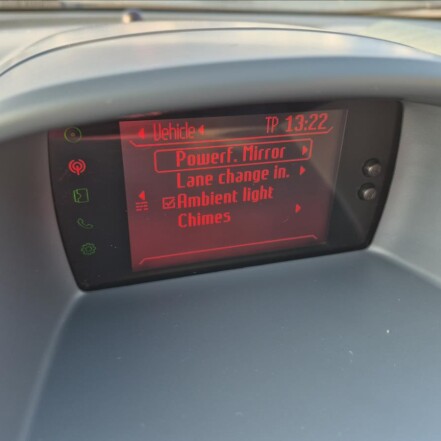 Vehicle TP 13:22
Powerf. Mirror
Lane change in.
Ambient light
Chimes